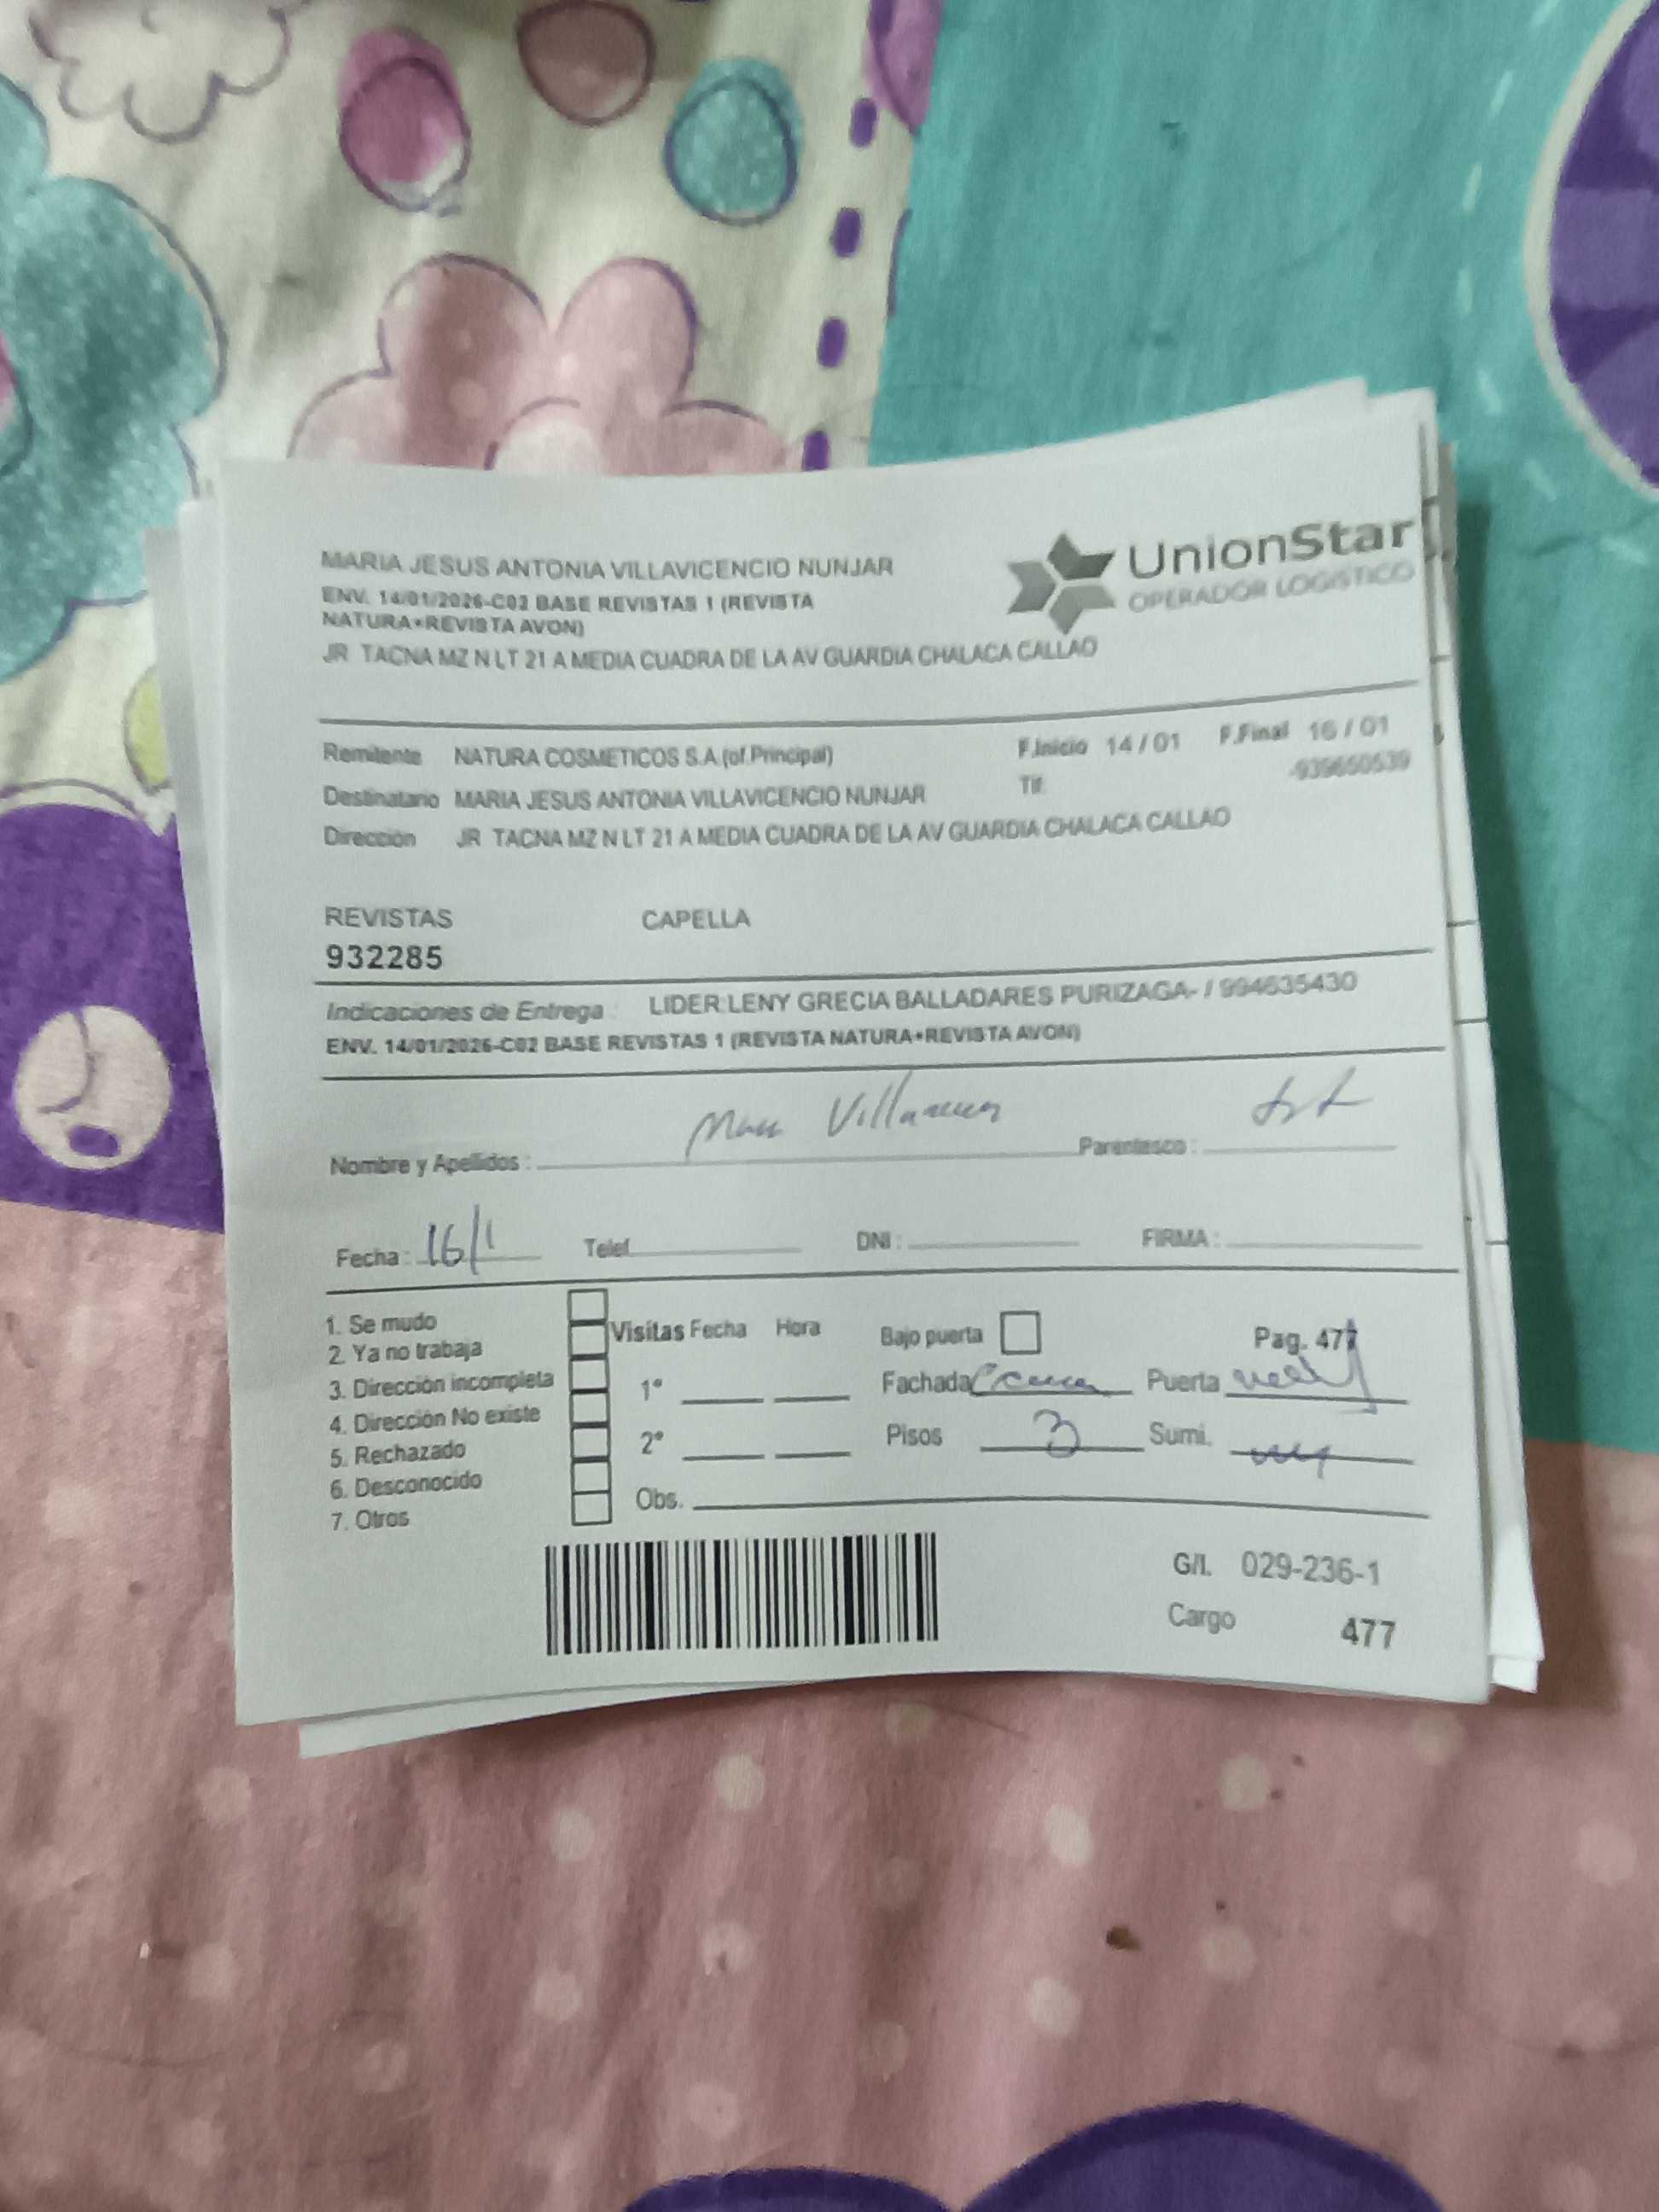 MARIA JESUS ANTONIA VILLAVICENCIO NUNJAR
UnionStar
OPERADOR LOGISTICO
ENV. 14/01/2026-C02 BASE REVISTAS 1 (REVISTA
NATURA+REVISTA AVON)
JR TACNA MZ N LT 21 A MEDIA CUADRA DE LA AV GUARDIA CHALACA CALLAO
Remitente NATURA COSMETICOS S.A.(of.Principal) F.Inicio 14 / 01 F.Final 16 / 01
Destinatario MARIA JESUS ANTONIA VILLAVICENCIO NUNJAR Tlf. -939650539
Dirección JR TACNA MZ N LT 21 A MEDIA CUADRA DE LA AV GUARDIA CHALACA CALLAO
REVISTAS CAPELLA
932285
Indicaciones de Entrega : LIDER:LENY GRECIA BALLADARES PURIZAGA- / 994635430
ENV. 14/01/2026-C02 BASE REVISTAS 1 (REVISTA NATURA+REVISTA AVON)
Nombre y Apellidos : Parentesco :
Fecha : 16/1 Telef. DNI : FIRMA :
1. Se mudo
2. Ya no trabaja
3. Dirección incompleta
4. Dirección No existe
5. Rechazado
6. Desconocido
7. Otros
Visitas Fecha Hora
1°
2°
Obs.
Bajo puerta Pag. 477
Fachada Puerta
Pisos 3 Sumi.
G/I. 029-236-1
Cargo 477